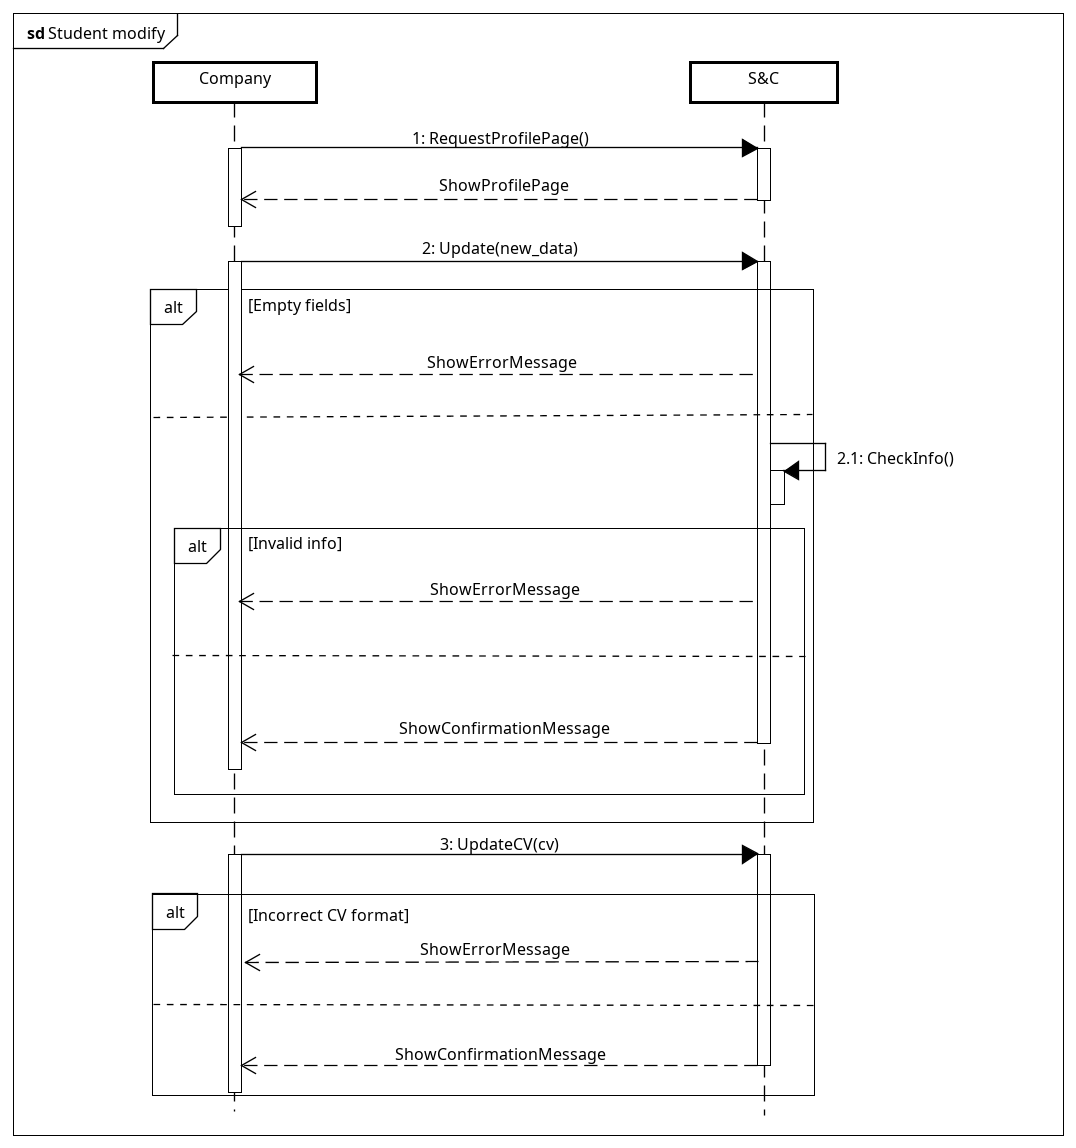 sd Student modify
Company
S&C
1: RequestProfilePage()
ShowProfilePage
2: Update(new_data)
alt
[Empty fields]
ShowErrorMessage
2.1: CheckInfo()
alt
[Invalid info]
ShowErrorMessage
ShowConfirmationMessage
3: UpdateCV(cv)
alt
[Incorrect CV format]
ShowErrorMessage
ShowConfirmationMessage